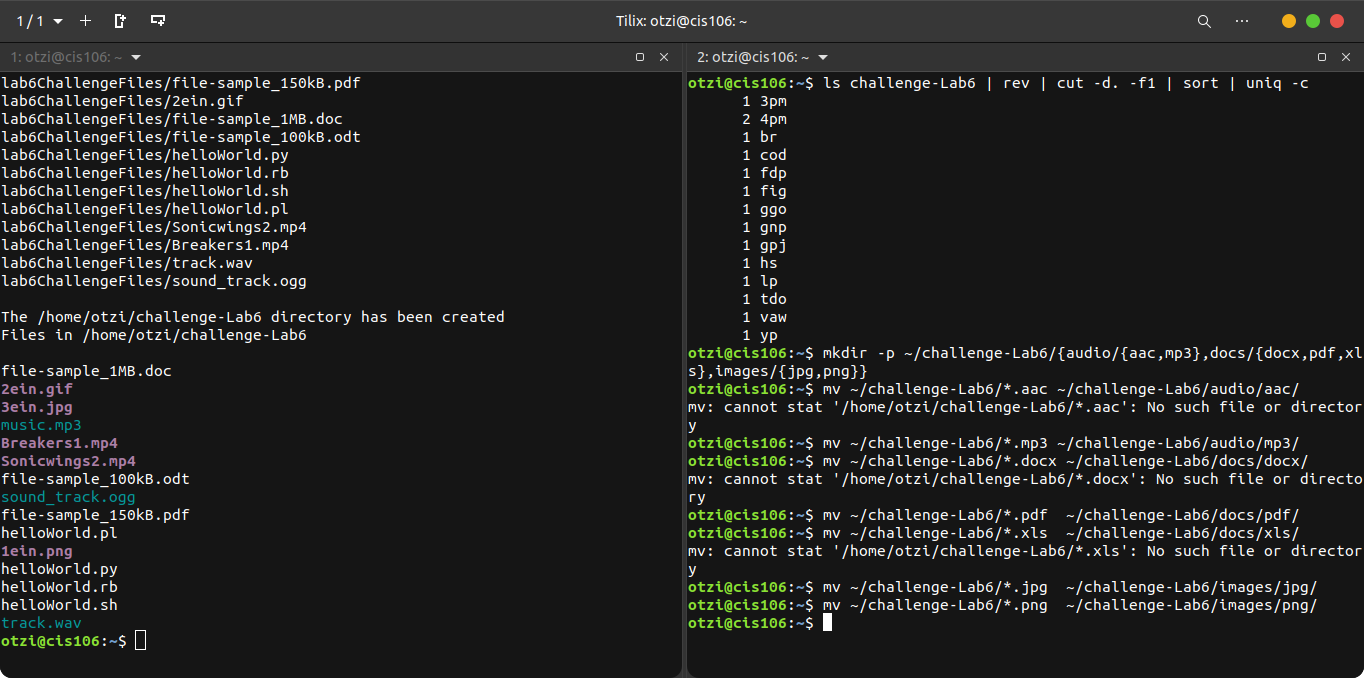 1 / 1
Tilix: otzi@cis106: ~
1: otzi@cis106: ~
lab6ChallengeFiles/file-sample_150kB.pdf
lab6ChallengeFiles/2ein.gif
lab6ChallengeFiles/file-sample_1MB.doc
lab6ChallengeFiles/file-sample_100kB.odt
lab6ChallengeFiles/helloWorld.py
lab6ChallengeFiles/helloWorld.rb
lab6ChallengeFiles/helloWorld.sh
lab6ChallengeFiles/helloWorld.pl
lab6ChallengeFiles/Sonicwings2.mp4
lab6ChallengeFiles/Breakers1.mp4
lab6ChallengeFiles/track.wav
lab6ChallengeFiles/sound_track.ogg
The /home/otzi/challenge-Lab6 directory has been created
Files in /home/otzi/challenge-Lab6
file-sample_1MB.doc
2ein.gif
3ein.jpg
music.mp3
Breakers1.mp4
Sonicwings2.mp4
file-sample_100kB.odt
sound_track.ogg
file-sample_150kB.pdf
helloWorld.pl
1ein.png
helloWorld.py
helloWorld.rb
helloWorld.sh
track.wav
otzi@cis106:~$
2: otzi@cis106: ~
otzi@cis106:~$ ls challenge-Lab6 | rev | cut -d. -f1 | sort | uniq -c
1 3pm
2 4pm
1 br
1 cod
1 fdp
1 fig
1 ggo
1 gnp
1 gpj
1 hs
1 lp
1 tdo
1 vaw
1 yp
otzi@cis106:~$ mkdir -p ~/challenge-Lab6/{audio/{aac,mp3},docs/{docx,pdf,xl
s},images/{jpg,png}}
otzi@cis106:~$ mv ~/challenge-Lab6/*.aac ~/challenge-Lab6/audio/aac/
mv: cannot stat '/home/otzi/challenge-Lab6/*.aac': No such file or director
y
otzi@cis106:~$ mv ~/challenge-Lab6/*.mp3 ~/challenge-Lab6/audio/mp3/
otzi@cis106:~$ mv ~/challenge-Lab6/*.docx ~/challenge-Lab6/docs/docx/
mv: cannot stat '/home/otzi/challenge-Lab6/*.docx': No such file or directo
ry
otzi@cis106:~$ mv ~/challenge-Lab6/*.pdf  ~/challenge-Lab6/docs/pdf/
otzi@cis106:~$ mv ~/challenge-Lab6/*.xls  ~/challenge-Lab6/docs/xls/
mv: cannot stat '/home/otzi/challenge-Lab6/*.xls': No such file or director
y
otzi@cis106:~$ mv ~/challenge-Lab6/*.jpg  ~/challenge-Lab6/images/jpg/
otzi@cis106:~$ mv ~/challenge-Lab6/*.png  ~/challenge-Lab6/images/png/
otzi@cis106:~$